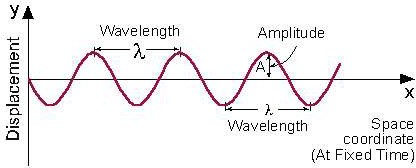 y
Wavelength
λ
Amplitude
A
Displacement
x
λ
Wavelength
Space
coordinate
(At Fixed Time)